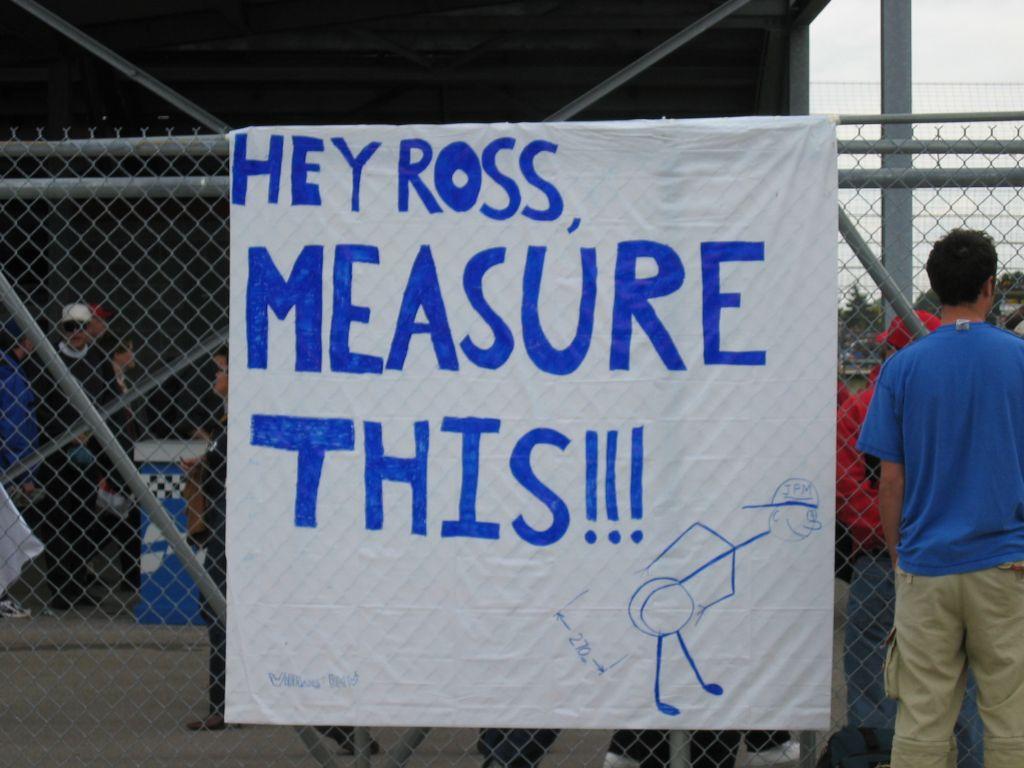 HEY ROSS,
MEASURE
THIS!!!
JPM
270